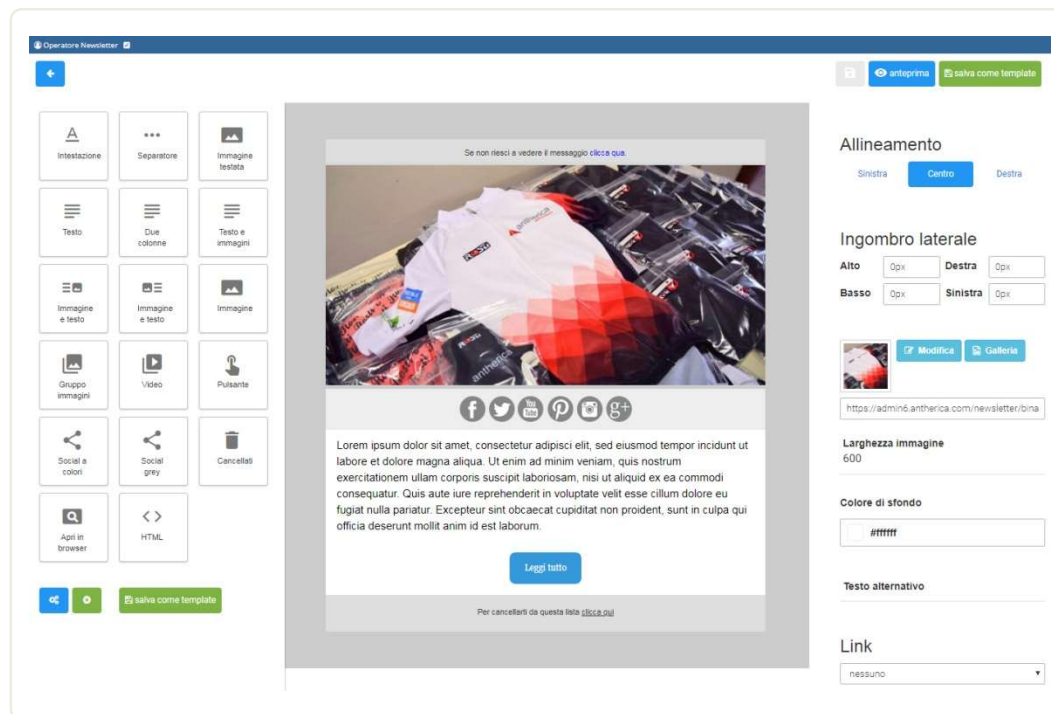 Operatore Newsletter
anteprima
salva come template
Intestazione
Separatore
Immagine
testata
Testo
Due
colonne
Testo e
immagini
Immagine
e testo
Immagine
e testo
Immagine
Gruppo
immagini
Video
Pulsante
Social a
colori
Social
grey
Cancellati
Apri in
browser
HTML
salva come template
Se non riesci a vedere il messaggio clicca qua.
antherica
antherica
You
Tube
g+
Lorem ipsum dolor sit amet, consectetur adipisci elit, sed eiusmod tempor incidunt ut
labore et dolore magna aliqua. Ut enim ad minim veniam, quis nostrum
exercitationem ullam corporis suscipit laboriosam, nisi ut aliquid ex ea commodi
consequatur. Quis aute iure reprehenderit in voluptate velit esse cillum dolore eu
fugiat nulla pariatur. Excepteur sint obcaecat cupiditat non proident, sunt in culpa qui
officia deserunt mollit anim id est laborum.
Leggi tutto
Per cancellarti da questa lista clicca qui
Allineamento
Sinistra Centro Destra
Ingombro laterale
Alto 0px Destra 0px
Basso 0px Sinistra 0px
Modifica Galleria
https://admin6.antherica.com/newsletter/bina
Larghezza immagine
600
Colore di sfondo
#ffffff
Testo alternativo
Link
nessuno